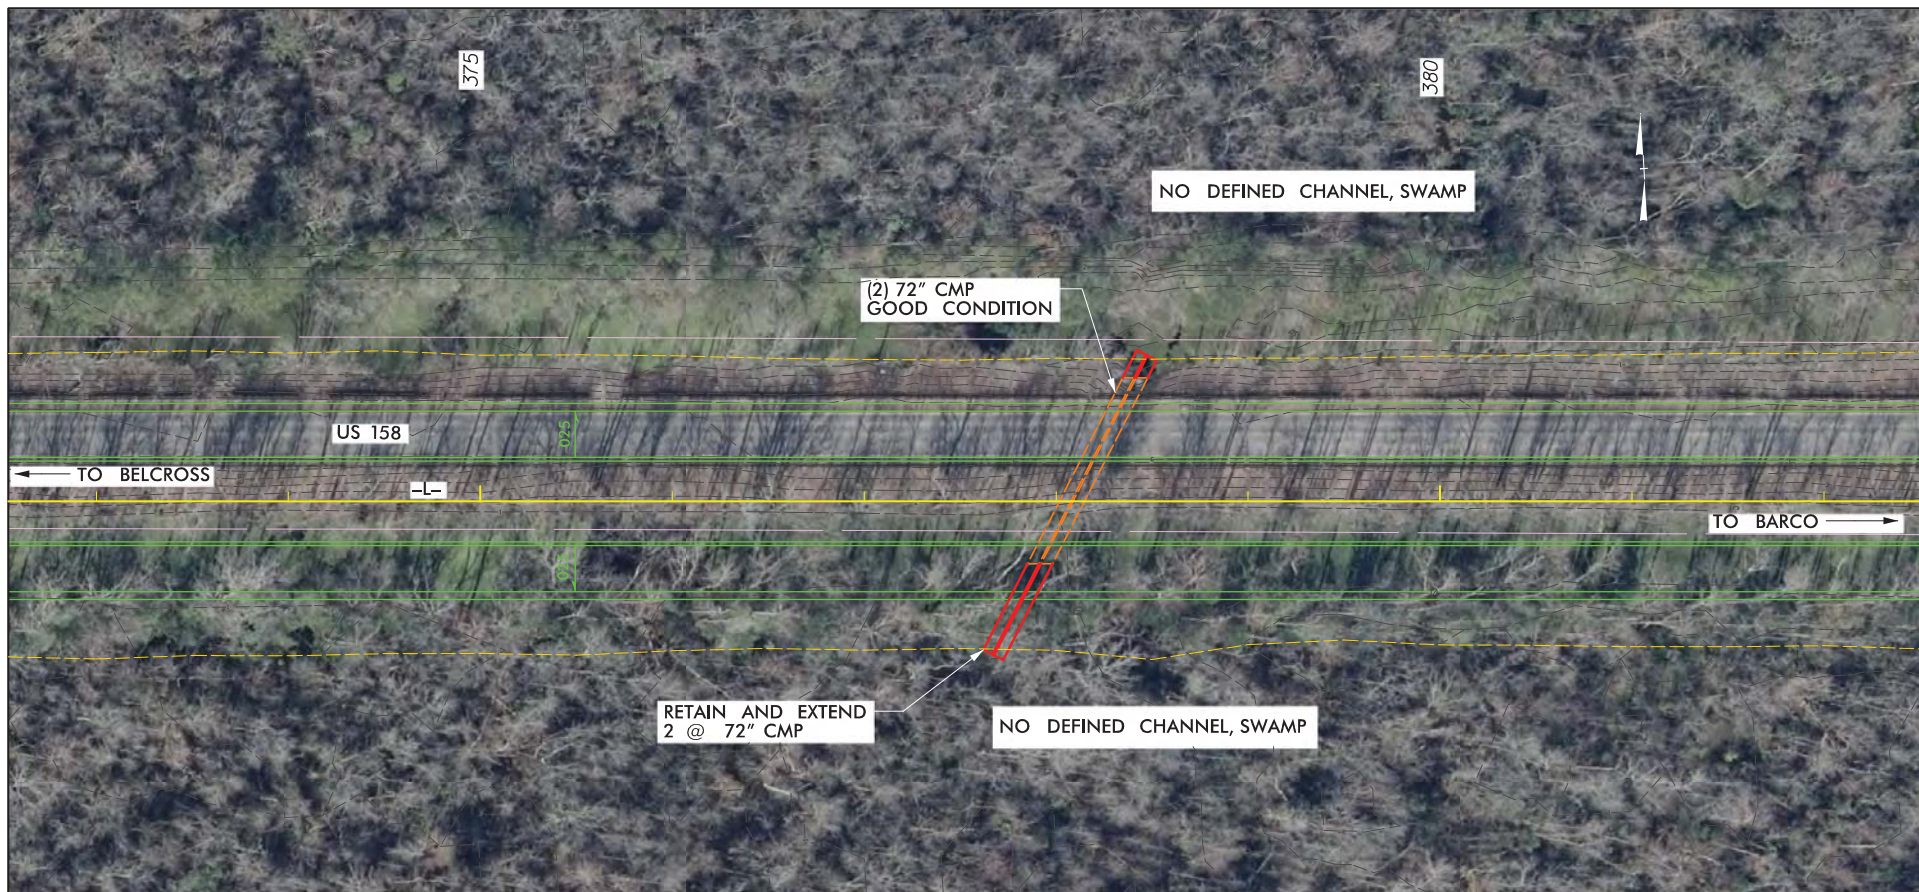 375
380
NO DEFINED CHANNEL, SWAMP
(2) 72" CMP
GOOD CONDITION
US 158
.025
TO BELCROSS
-L-
TO BARCO
.025
RETAIN AND EXTEND
2 @ 72" CMP
NO DEFINED CHANNEL, SWAMP